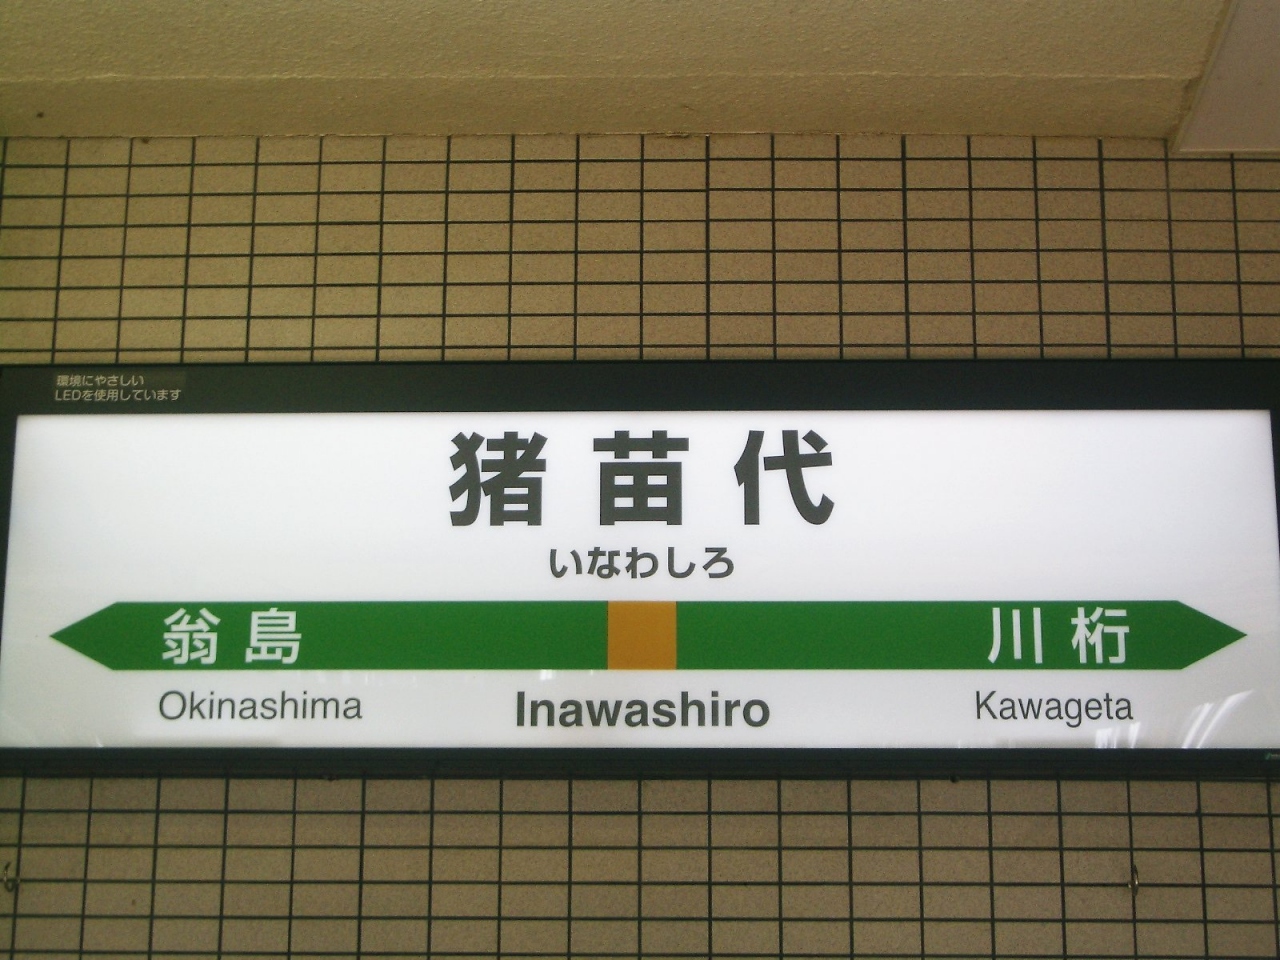 環境にやさしい
LEDを使用しています
猪苗代
いなわしろ
翁島 川桁
Okinashima Inawashiro Kawageta